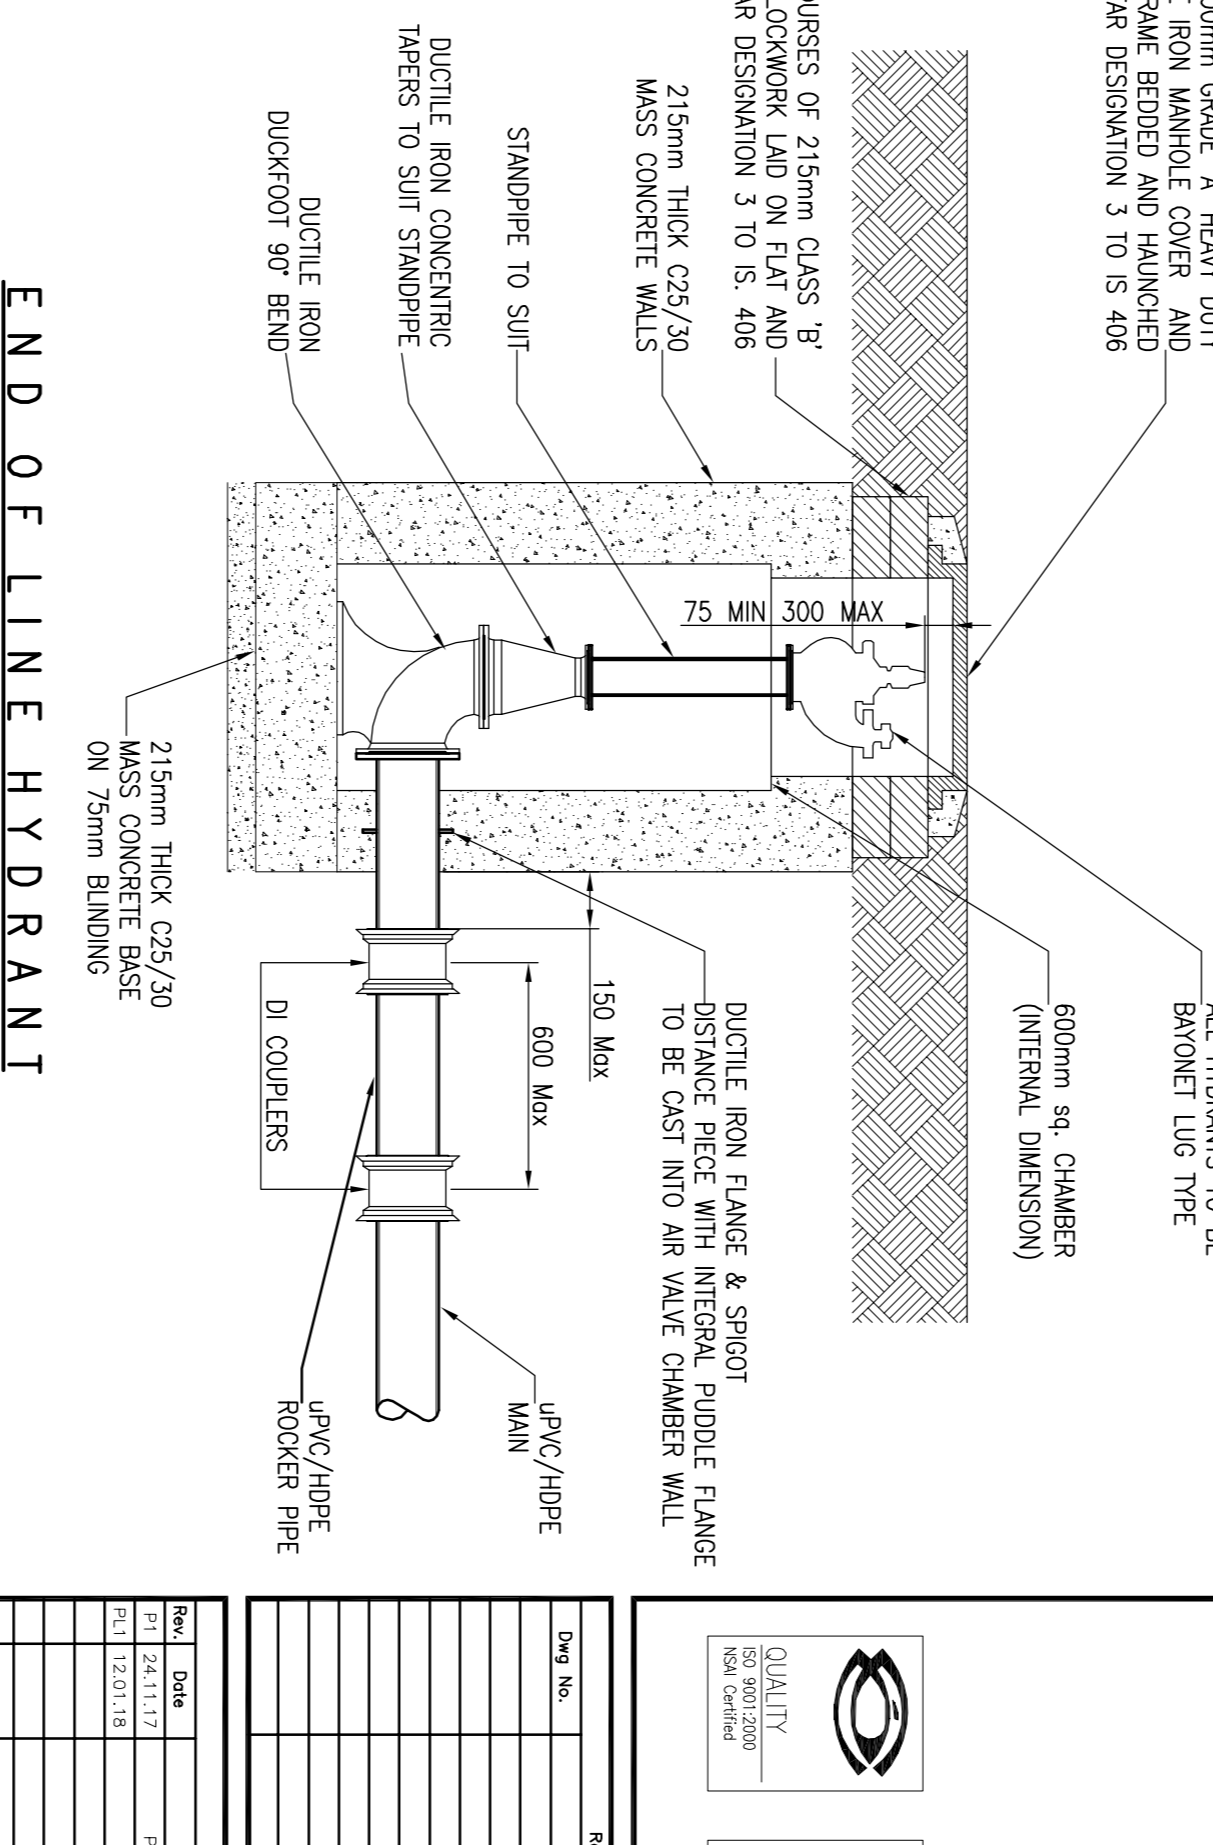 GRADE A HEAVY DUTY
IRON MANHOLE COVER AND
FRAME BEDDED AND HAUNCHED
DESIGNATION 3 TO IS 406
OF 215mm CLASS 'B'
LAID ON FLAT AND
DESIGNATION 3 TO IS. 406
215mm THICK C25/30
MASS CONCRETE WALLS
STANDPIPE TO SUIT
DUCTILE IRON CONCENTRIC
TAPERS TO SUIT STANDPIPE
DUCTILE IRON
DUCKFOOT 90° BEND
75 MIN 300 MAX
ALL HYDRANTS TO BE
BAYONET LUG TYPE
600mm sq. CHAMBER
(INTERNAL DIMENSION)
DUCTILE IRON FLANGE & SPIGOT
DISTANCE PIECE WITH INTEGRAL PUDDLE FLANGE
TO BE CAST INTO AIR VALVE CHAMBER WALL
150 Max
600 Max
DI COUPLERS
uPVC/HDPE
MAIN
uPVC/HDPE
ROCKER PIPE
215mm THICK C25/30
MASS CONCRETE BASE
ON 75mm BLINDING
END OF LINE HYDRANT
QUALITY
ISO 9001:2000
NSAI Certified
Dwg No.
Rev. Date
P1 24.11.17
PL1 12.01.18